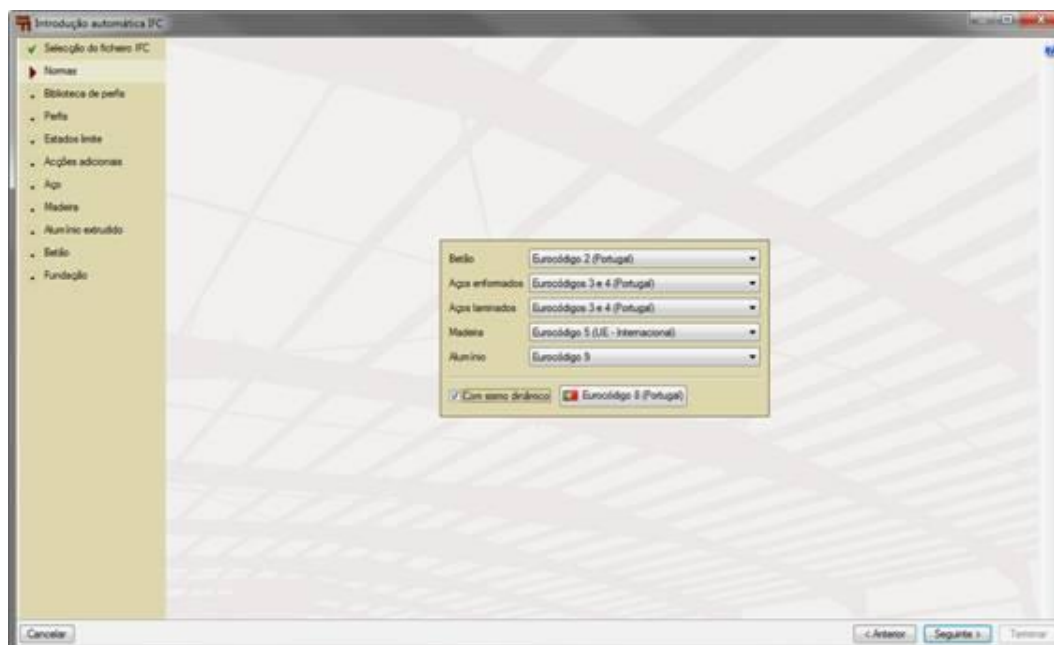 Introdução automática IFC
Selecção do ficheiro IFC
Normas
Biblioteca de perfis
Perfis
Estados limite
Acções adicionais
Aço
Madeira
Alumínio extrudido
Betão
Fundação
Betão Eurocódigo 2 (Portugal)
Aços enformados Eurocódigos 3 e 4 (Portugal)
Aços laminados Eurocódigos 3 e 4 (Portugal)
Madeira Eurocódigo 5 (UE - Internacional)
Alumínio Eurocódigo 9
Com sismo dinâmico Eurocódigo 8 (Portugal)
Cancelar < Anterior Seguinte > Terminar